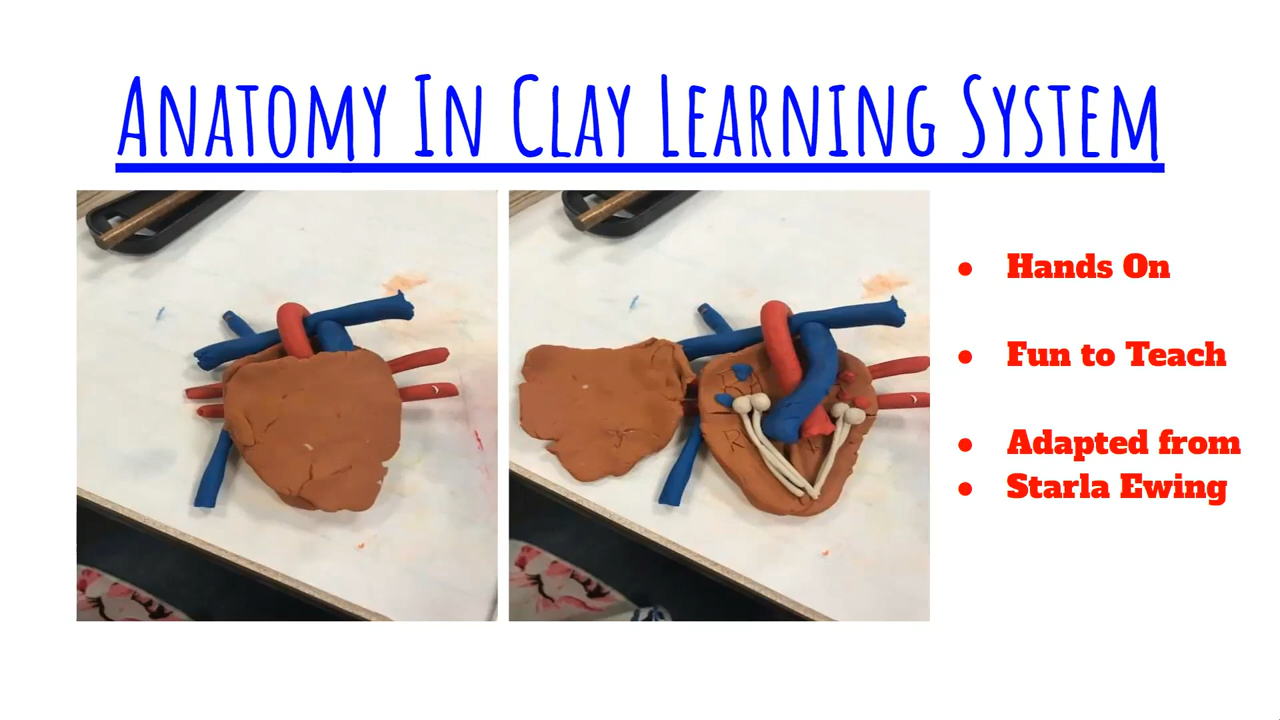 Anatomy In Clay Learning System
● Hands On
● Fun to Teach
● Adapted from
● Starla Ewing
R